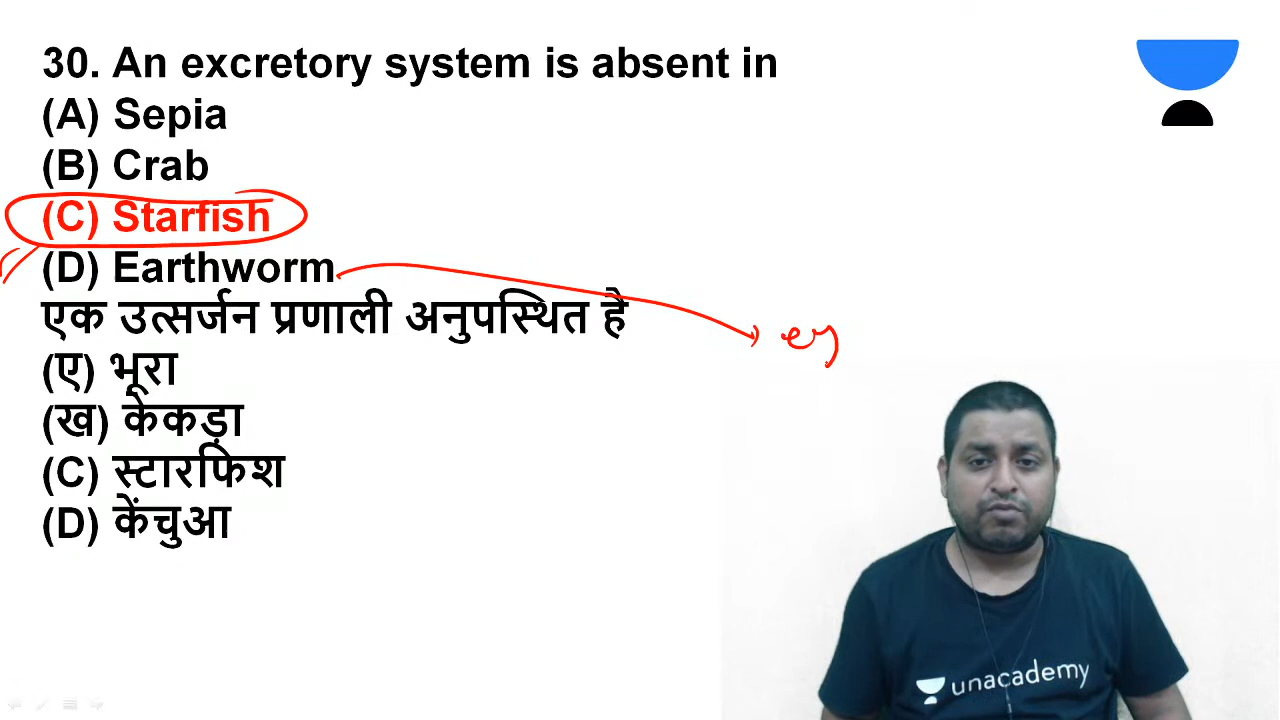 30. An excretory system is absent in
(A) Sepia
(B) Crab
(C) Starfish
(D) Earthworm
एक उत्सर्जन प्रणाली अनुपस्थित है
(ए) भूरा
(ख) केकड़ा
(C) स्टारफिश
(D) केंचुआ
unacademy